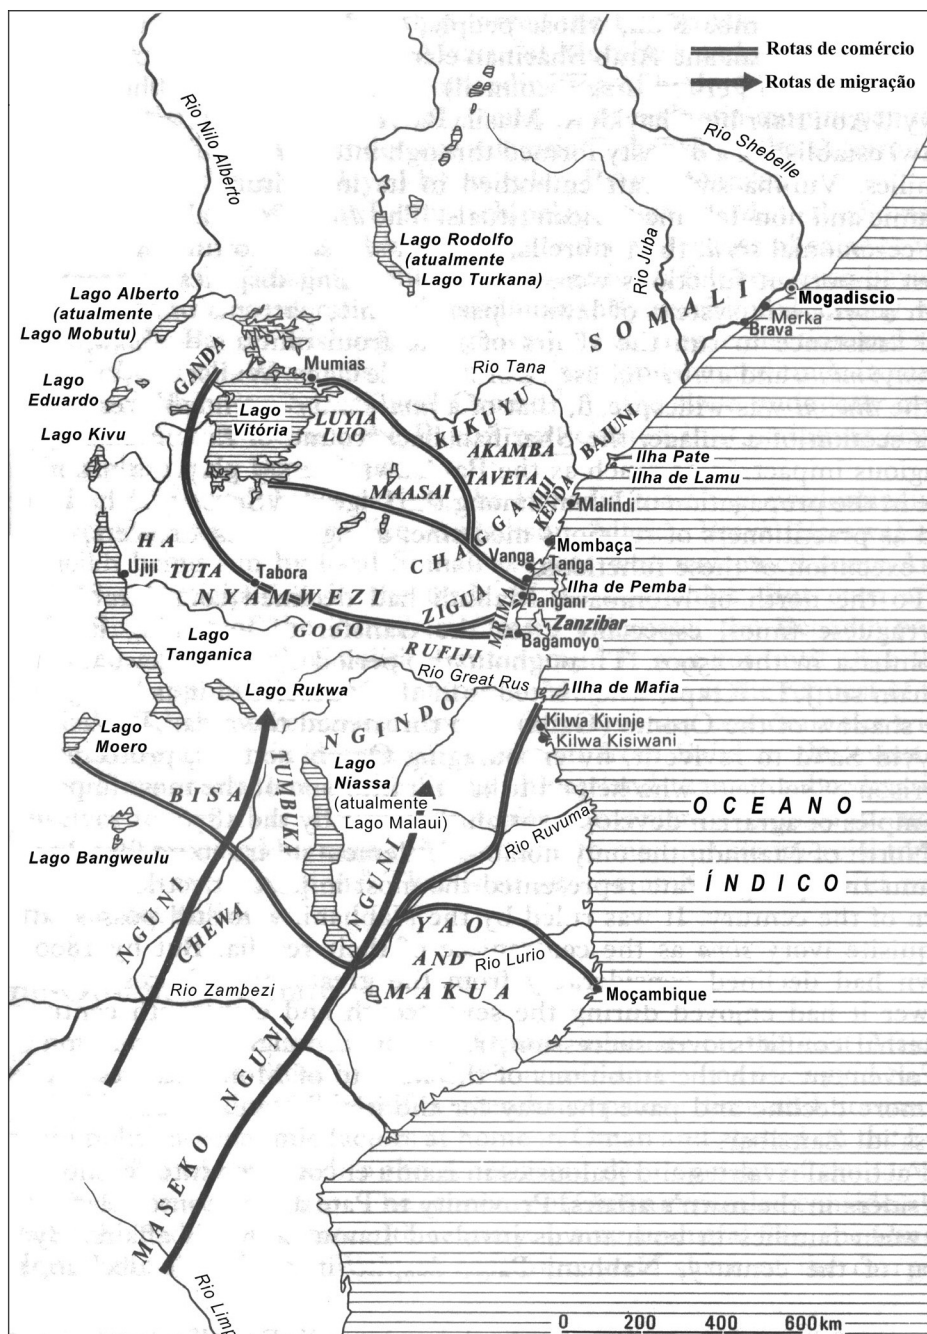 Rotas de comércio
Rotas de migração
Rio Nilo Alberto
Rio Shebelle
Rio Juba
Lago Rodolfo
(atualmente
Lago Turkana)
Lago Alberto
(atualmente
Lago Mobutu)
SOMALI
Mogadiscio
Merka
Brava
GANDA
Mumias
Rio Tana
Lago
Eduardo
Lago
Vitória
LUYIA
LUO
KIKUYU
AKAMBA
TAVETA
BAJUNI
Lago Kivu
Ilha Pate
Ilha de Lamu
MAASAI
MIJI
KENDA
Malindi
HA
CHAGGA
Mombaça
Vanga
Tanga
Ujiji
TUTA
Tabora
Ilha de Pemba
Pangani
NYAMWEZI
ZIGUA
MRIMA
Zanzibar
GOGO
Bagamoyo
RUFIJI
Lago
Tanganica
Rio Great Rus
Lago Rukwa
Ilha de Mafia
Lago
Moero
NGINDO
Kilwa Kivinje
Kilwa Kisiwani
Lago
Niassa
(atualmente
Lago Malaui)
BISA
TUMBUKA
OCEANO
ÍNDICO
Lago Bangweulu
Rio Ruvuma
NGUNI
CHEWA
NGUNI
YAO
AND
MAKUA
Rio Lurio
Rio Zambezi
Moçambique
MASEKO NGUNI
Rio Limp
0 200 400 600 km